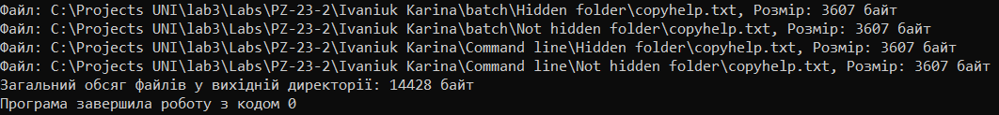 Файл: C:\Projects UNI\lab3\Labs\PZ-23-2\Ivaniuk Karina\batch\Hidden folder\copyhelp.txt, Розмір: 3607 байт
Файл: C:\Projects UNI\lab3\Labs\PZ-23-2\Ivaniuk Karina\batch\Not hidden folder\copyhelp.txt, Розмір: 3607 байт
Файл: C:\Projects UNI\lab3\Labs\PZ-23-2\Ivaniuk Karina\Command line\Hidden folder\copyhelp.txt, Розмір: 3607 байт
Файл: C:\Projects UNI\lab3\Labs\PZ-23-2\Ivaniuk Karina\Command line\Not hidden folder\copyhelp.txt, Розмір: 3607 байт
Загальний обсяг файлів у вихідній директорії: 14428 байт
Програма завершила роботу з кодом 0